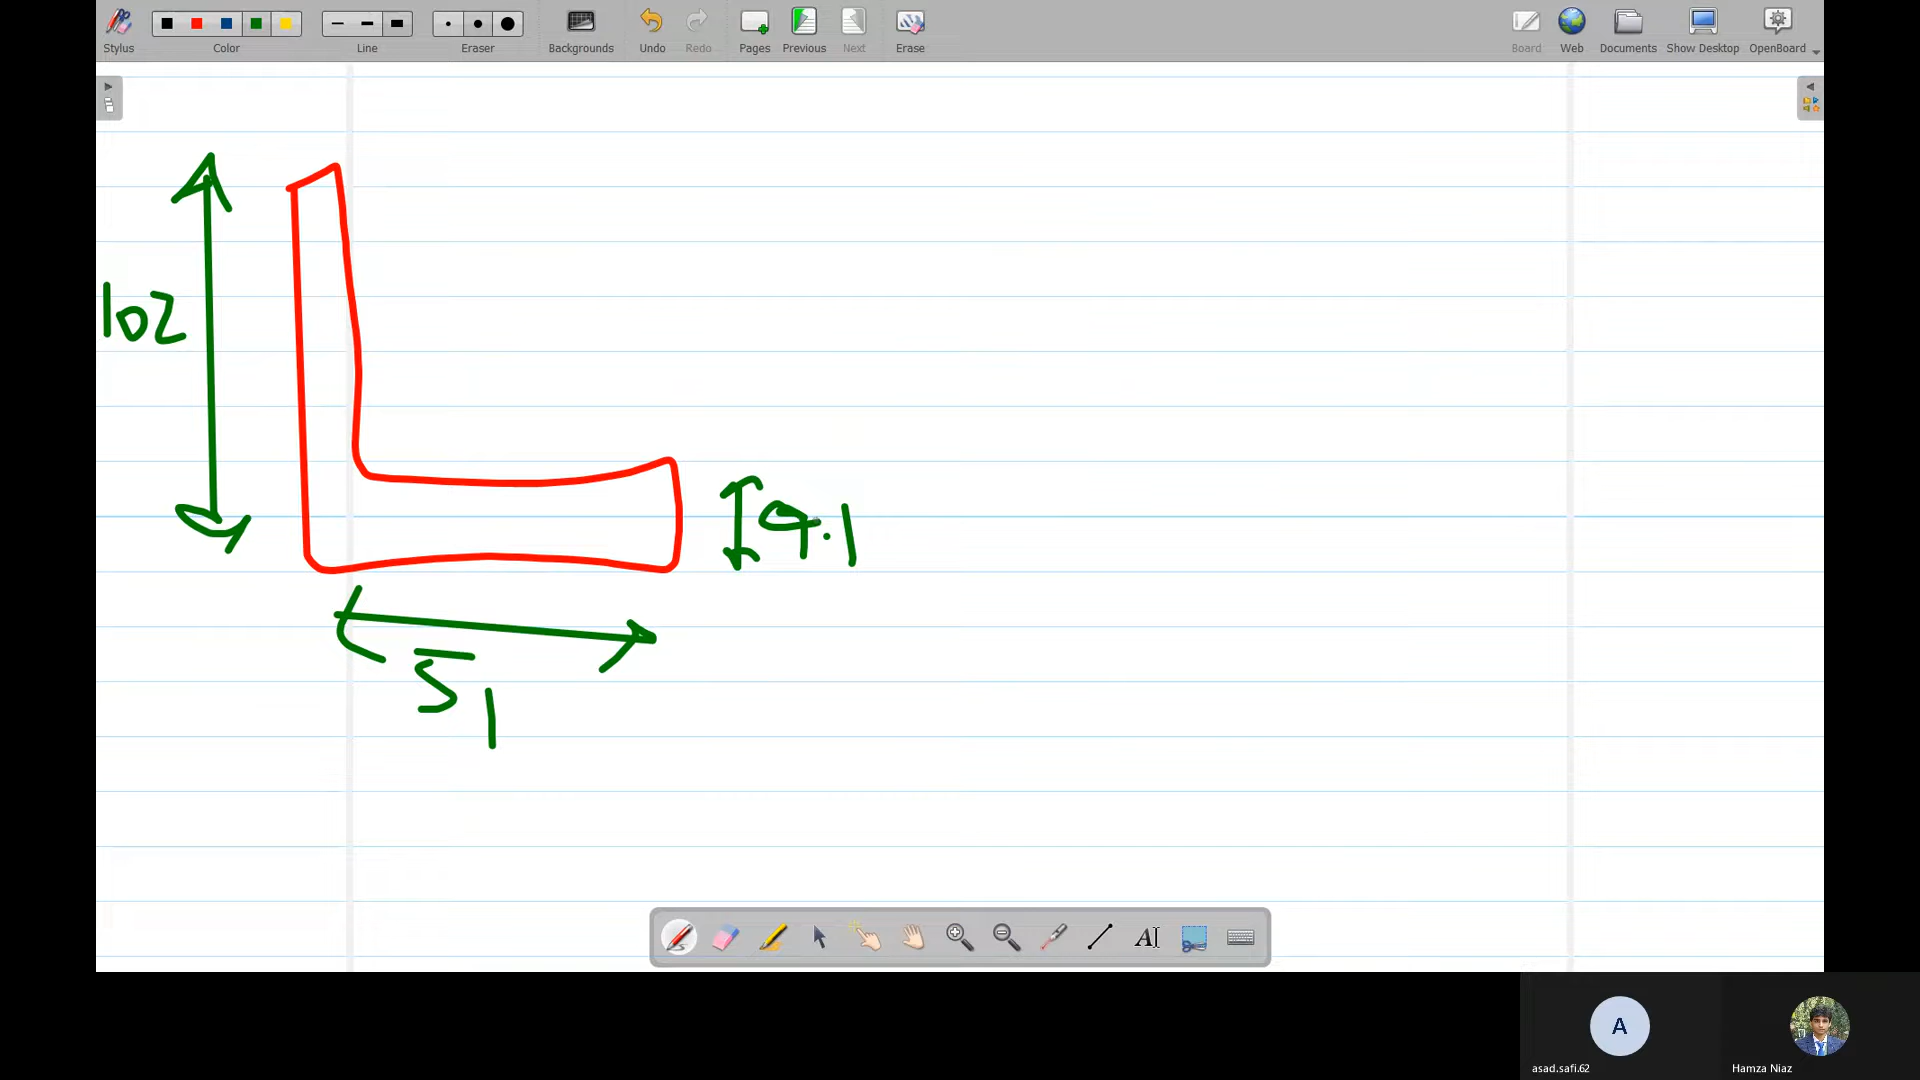 Stylus
Color
Line
Eraser
Backgrounds
Undo
Redo
Pages
Previous
Next
Erase
Board
Web
Documents
Show Desktop
OpenBoard
102
9.1
51
A
asad.safi.62
Hamza Niaz